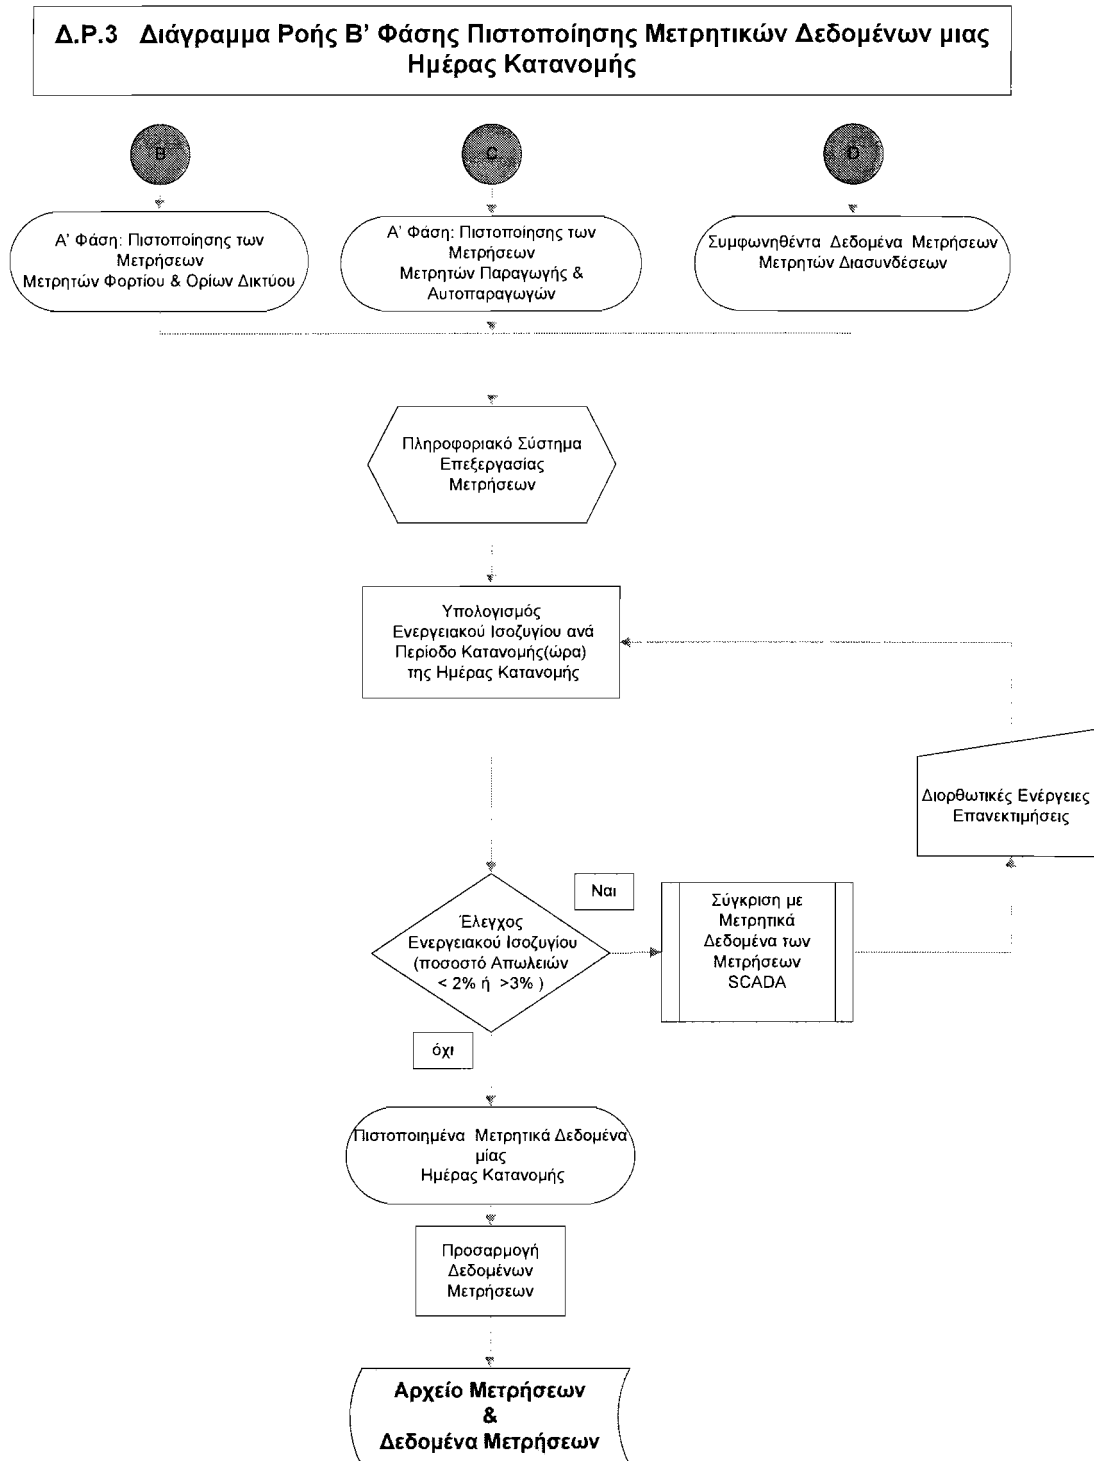 Δ.Ρ.3 Διάγραμμα Ροής Β’ Φάσης Πιστοποίησης Μετρητικών Δεδομένων μιας
Ημέρας Κατανομής
B
C
D
Α’ Φάση: Πιστοποίησης των
Μετρήσεων
Μετρητών Φορτίου & Ορίων Δικτύου
Α’ Φάση: Πιστοποίησης των
Μετρήσεων
Μετρητών Παραγωγής &
Αυτοπαραγωγών
Συμφωνηθέντα Δεδομένα Μετρήσεων
Μετρητών Διασυνδέσεων
Πληροφοριακό Σύστημα
Επεξεργασίας
Μετρήσεων
Υπολογισμός
Ενεργειακού Ισοζυγίου ανά
Περίοδο Κατανομής(ώρα)
της Ημέρας Κατανομής
Διορθωτικές Ενέργειες
Επανεκτιμήσεις
Ναι
Έλεγχος
Ενεργειακού Ισοζυγίου
(ποσοστό Απωλειών
< 2% ή >3% )
Σύγκριση με
Μετρητικά
Δεδομένα των
Μετρήσεων
SCADA
όχι
Πιστοποιημένα Μετρητικά Δεδομένα
μίας
Ημέρας Κατανομής
Προσαρμογή
Δεδομένων
Μετρήσεων
Αρχείο Μετρήσεων
&
Δεδομένα Μετρήσεων